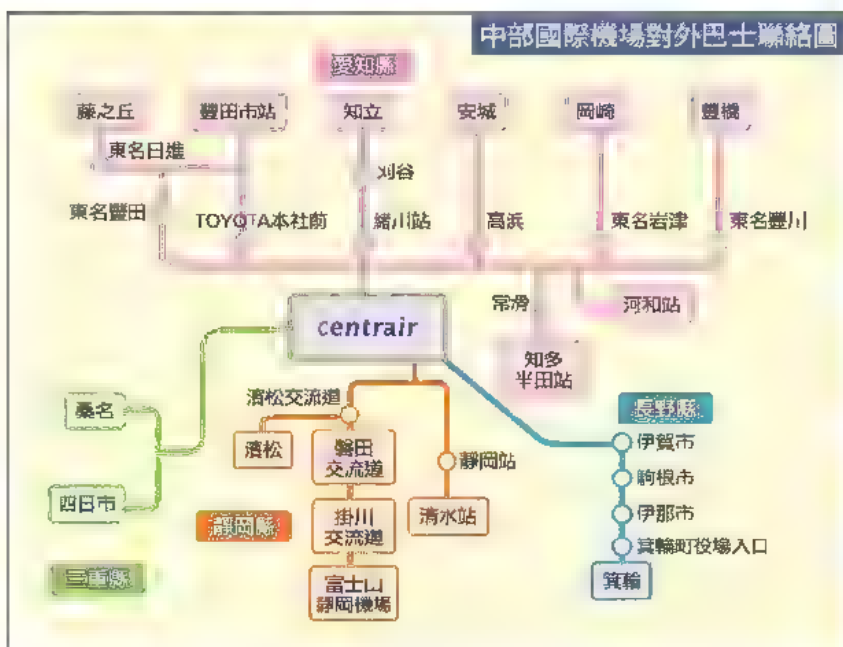 中部國際機場對外巴士聯絡圖
愛知縣
藤之丘
豐田市站
知立
安城
岡崎
豐橋
東名日進
刈谷
東名豐田
TOYOTA本社前
緒川站
高浜
東名岩津
東名豐川
常滑
河和站
centrair
知多
半田站
濱松交流道
長野縣
桑名
濱松
磐田
交流道
靜岡站
伊賀市
駒根市
四日市
靜岡縣
掛川
交流道
清水站
伊那市
箕輪町役場入口
三重縣
富士山
靜岡機場
箕輪